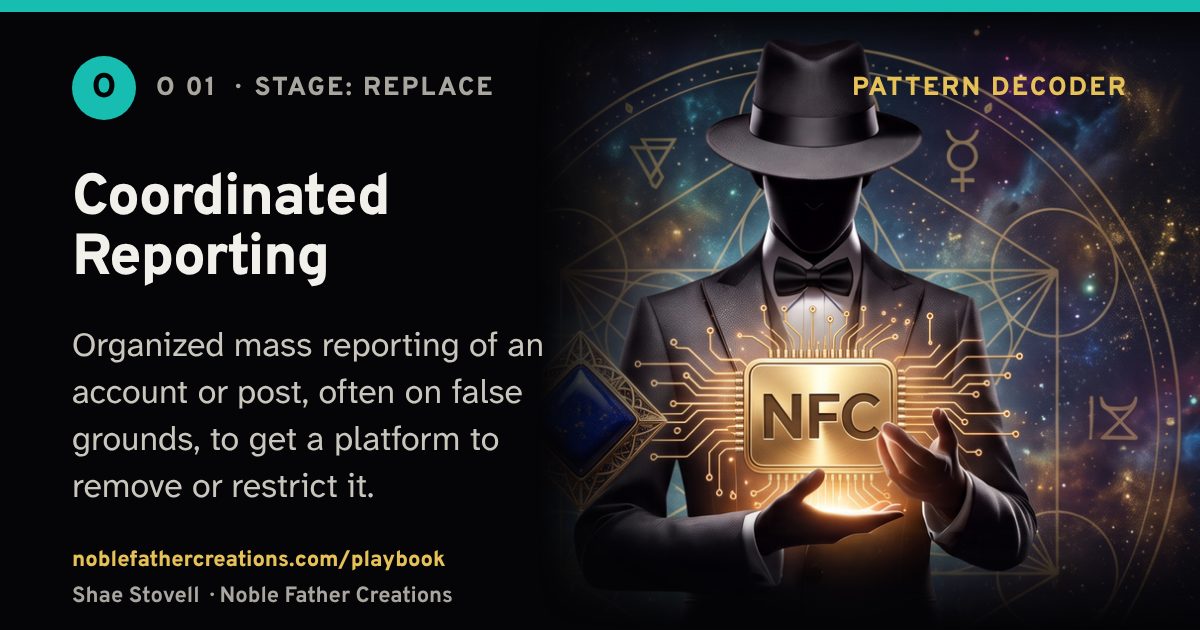 O
O 01 · STAGE: REPLACE
PATTERN DECODER
Coordinated
Reporting
Organized mass reporting of an
account or post, often on false
grounds, to get a platform to
remove or restrict it.
NFC
noblefathercreations.com/playbook
Shae Stovell · Noble Father Creations